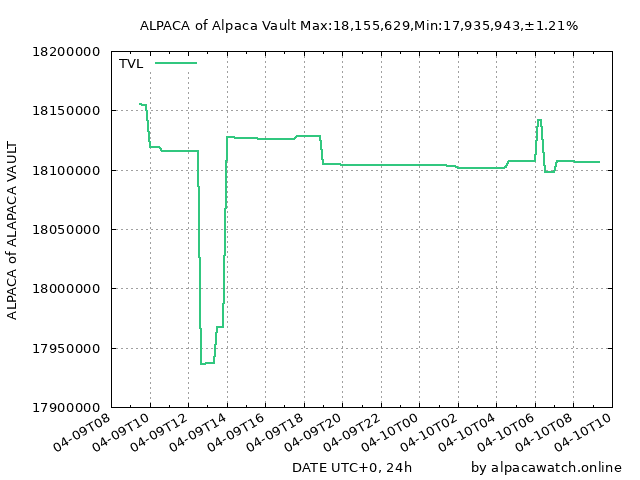 ALPACA of Alpaca Vault Max:18,155,629,Min:17,935,943,±1.21%
TVL
18200000
18150000
18100000
18050000
18000000
17950000
17900000
ALPACA of ALAPACA VAULT
04-09T08
04-09T10
04-09T12
04-09T14
04-09T16
04-09T18
04-09T20
04-09T22
04-10T00
04-10T02
04-10T04
04-10T06
04-10T08
04-10T10
DATE UTC+0, 24h
by alpacawatch.online